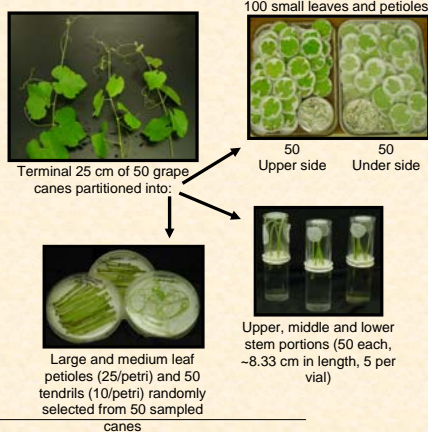 100 small leaves and petioles
50
Upper side
50
Under side
Terminal 25 cm of 50 grape
canes partitioned into:
Upper, middle and lower
stem portions (50 each,
~8.33 cm in length, 5 per
vial)
Large and medium leaf
petioles (25/petri) and 50
tendrils (10/petri) randomly
selected from 50 sampled
canes